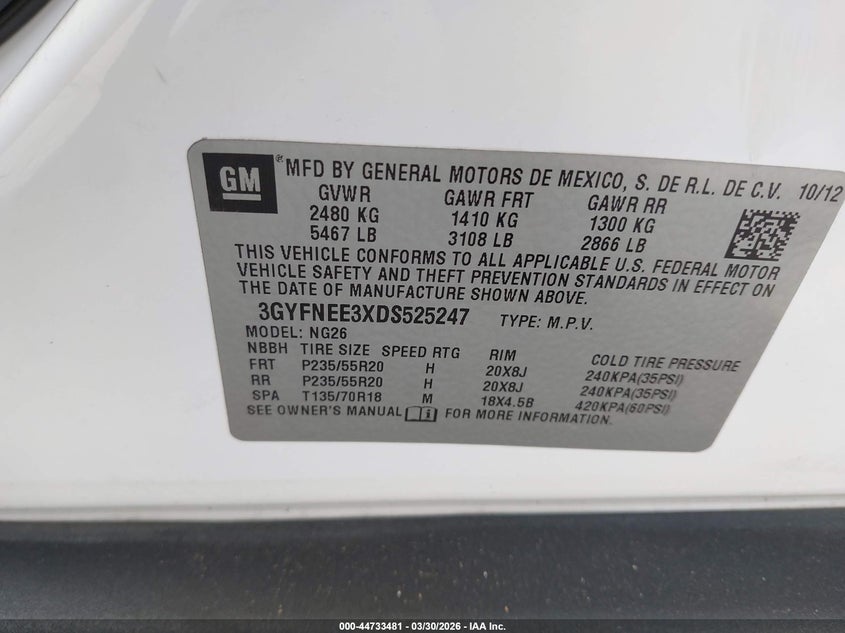 GM® MFD BY GENERAL MOTORS DE MEXICO, S. DE R.L. DE C.V. 10/12
GVWR GAWR FRT GAWR RR
2480 KG 1410 KG 1300 KG
5467 LB 3108 LB 2866 LB
THIS VEHICLE CONFORMS TO ALL APPLICABLE U.S. FEDERAL MOTOR
VEHICLE SAFETY AND THEFT PREVENTION STANDARDS IN EFFECT ON
THE DATE OF MANUFACTURE SHOWN ABOVE.
3GYFNEE3XDS525247 TYPE: M.P.V.
MODEL: NG26
NBBH TIRE SIZE SPEED RTG RIM COLD TIRE PRESSURE
FRT P235/55R20 H 20X8J 240KPA(35PSI)
RR P235/55R20 H 20X8J 240KPA(35PSI)
SPA T135/70R18 M 18X4.5B 420KPA(60PSI)
SEE OWNER'S MANUAL FOR MORE INFORMATION.
000-44733481 | 03/30/2026 | IAA Inc.